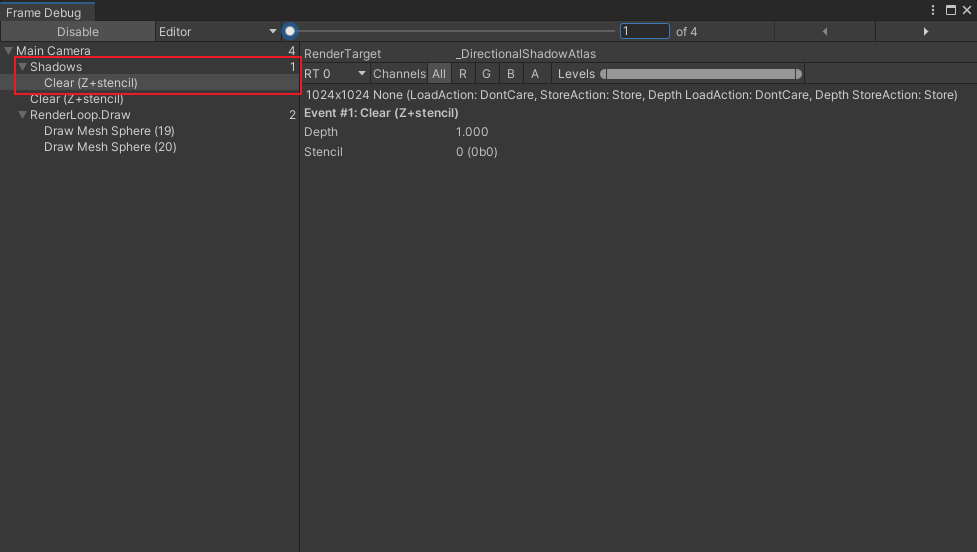 Frame Debug
Disable Editor 1 of 4
Main Camera 4
Shadows 1
Clear (Z+stencil)
Clear (Z+stencil)
RenderLoop.Draw 2
Draw Mesh Sphere (19)
Draw Mesh Sphere (20)
RenderTarget _DirectionalShadowAtlas
RT 0 Channels All R G B A Levels
1024x1024 None (LoadAction: DontCare, StoreAction: Store, Depth LoadAction: DontCare, Depth StoreAction: Store)
Event #1: Clear (Z+stencil)
Depth 1.000
Stencil 0 (0b0)